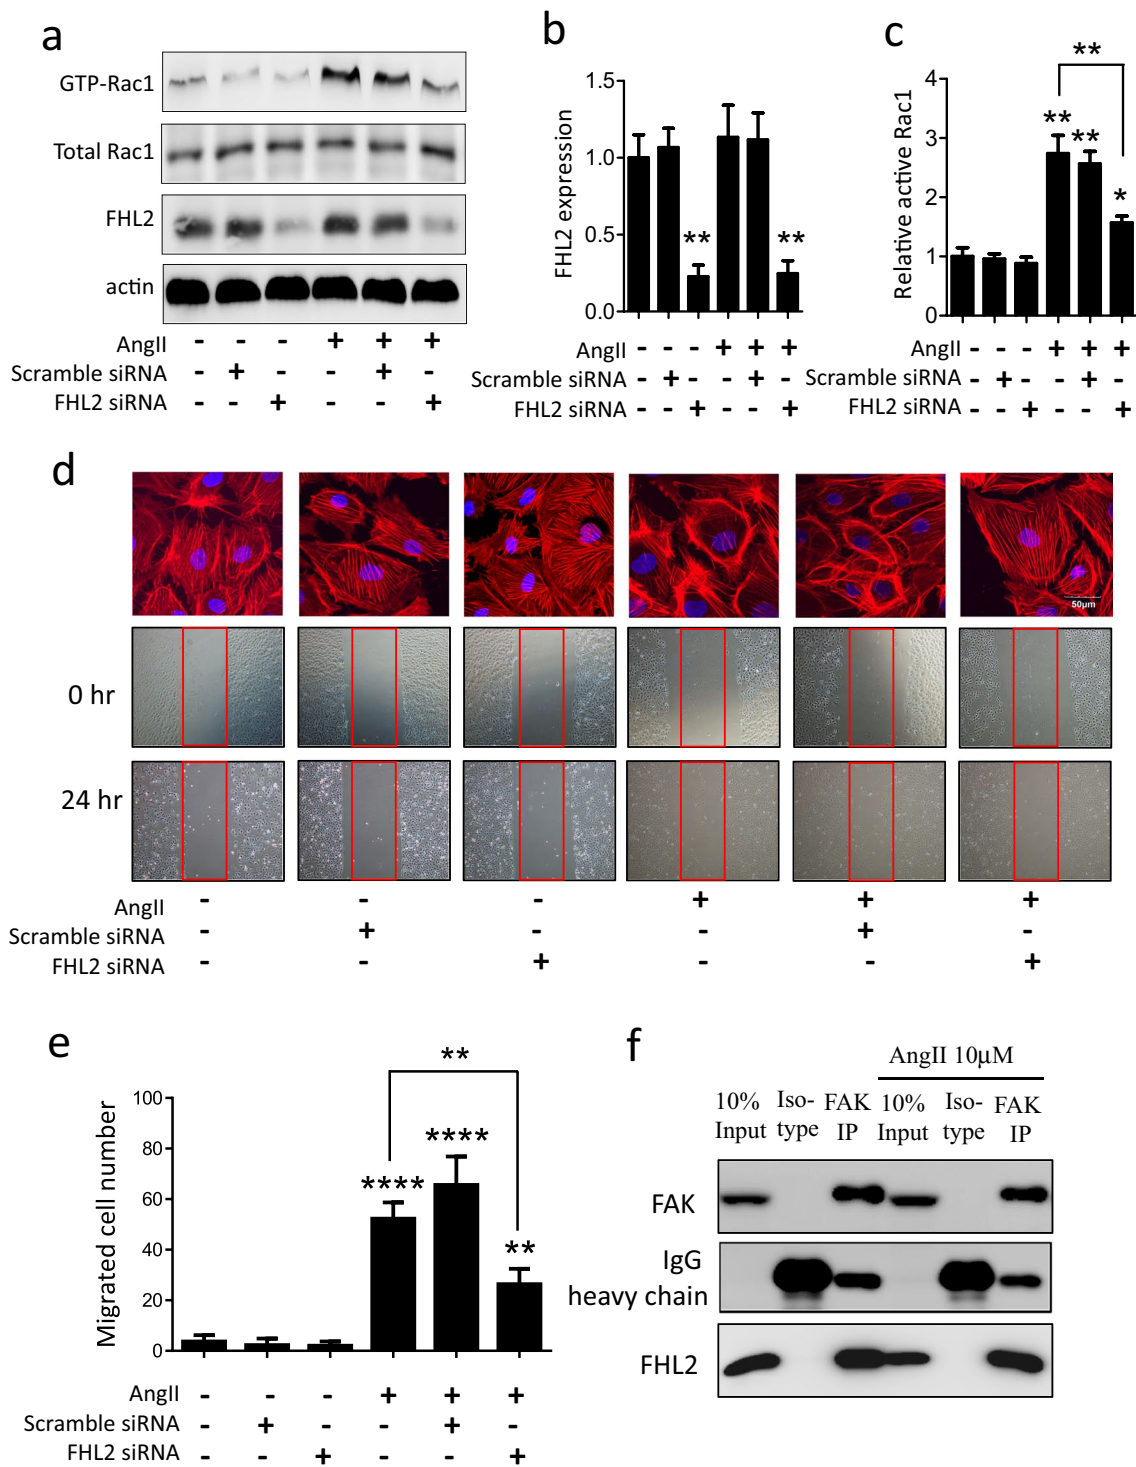 a
GTP-Rac1
Total Rac1
FHL2
actin
AngII - - - + + +
Scramble siRNA - + - - + -
FHL2 siRNA - - + - - +
b
FHL2 expression
1.5
1.0
0.5
0.0
** **
AngII - - - + + +
Scramble siRNA - + - - + -
FHL2 siRNA - - + - - +
c
Relative active Rac1
4
3
2
1
0
**
** ** *
AngII - - - + + +
Scramble siRNA - + - - + -
FHL2 siRNA - - + - - +
d
50μm
0 hr
24 hr
AngII - - - + + +
Scramble siRNA - + - - + -
FHL2 siRNA - - + - - +
e
Migrated cell number
100
80
60
40
20
0
**
**** **** **
AngII - - - + + +
Scramble siRNA - + - - + -
FHL2 siRNA - - + - - +
f
AngII 10μM
10% Iso- FAK 10% Iso- FAK
Input type IP Input type IP
FAK
IgG
heavy chain
FHL2